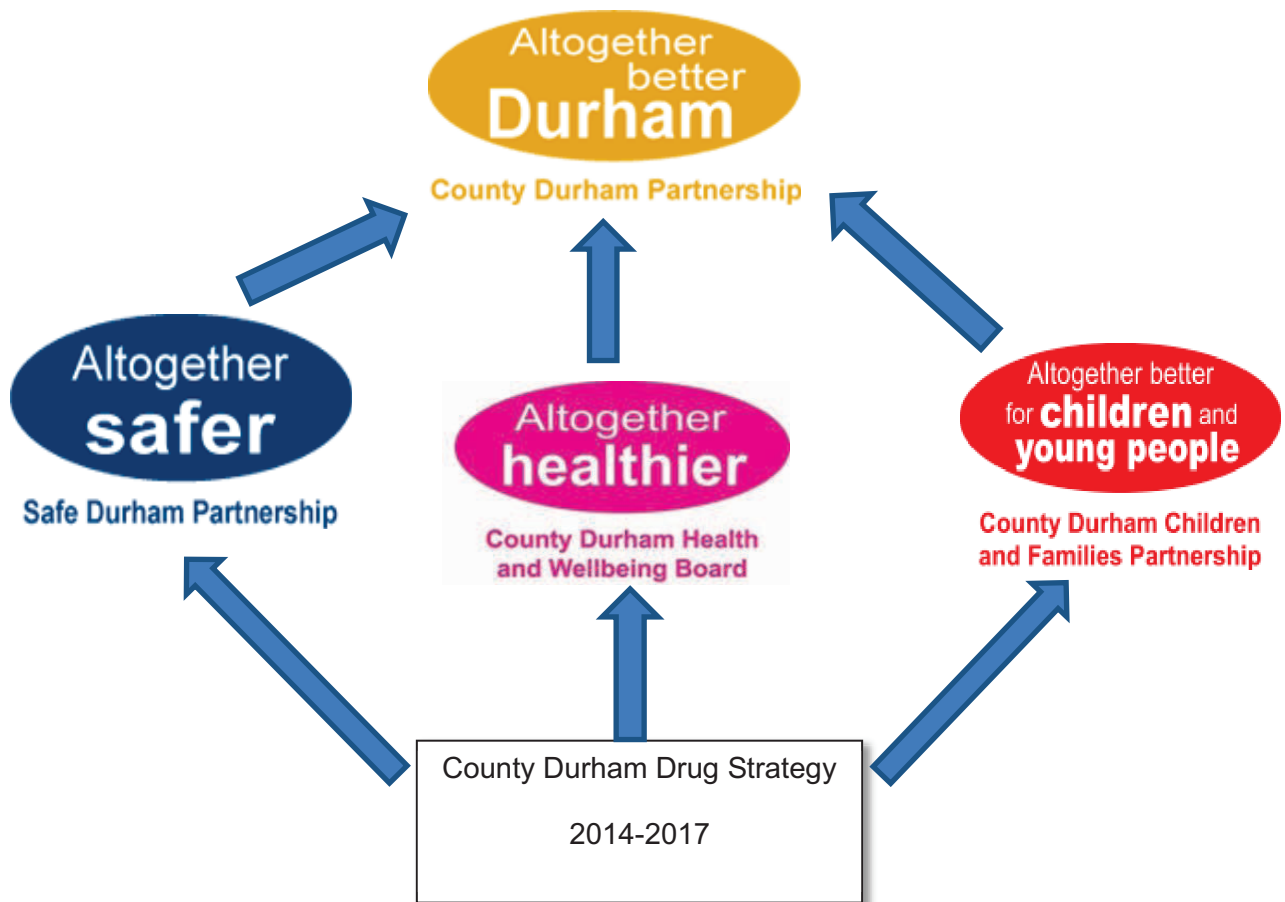 Altogether
better
Durham
County Durham Partnership
Altogether
safer
Safe Durham Partnership
Altogether
healthier
County Durham Health
and Wellbeing Board
Altogether better
for children and
young people
County Durham Children
and Families Partnership
County Durham Drug Strategy
2014-2017